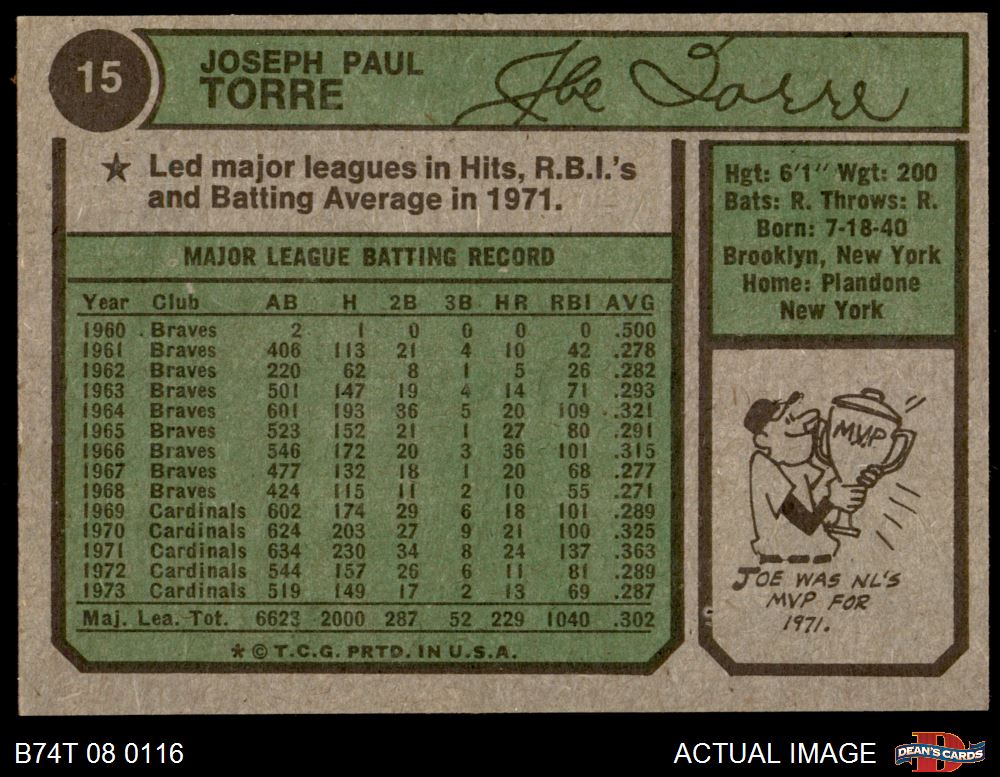 15
JOSEPH PAUL
TORRE
Joe Torre
★ Led major leagues in Hits, R.B.I.'s
and Batting Average in 1971.
MAJOR LEAGUE BATTING RECORD
Year Club AB H 2B 3B HR RBI AVG
1960 Braves 2 1 0 0 0 0 .500
1961 Braves 406 113 21 4 10 42 .278
1962 Braves 220 62 8 1 5 26 .282
1963 Braves 501 147 19 4 14 71 .293
1964 Braves 601 193 36 5 20 109 .321
1965 Braves 523 152 21 1 27 80 .291
1966 Braves 546 172 20 3 36 101 .315
1967 Braves 477 132 18 1 20 68 .277
1968 Braves 424 115 11 2 10 55 .271
1969 Cardinals 602 174 29 6 18 101 .289
1970 Cardinals 624 203 27 9 21 100 .325
1971 Cardinals 634 230 34 8 24 137 .363
1972 Cardinals 544 157 26 6 11 81 .289
1973 Cardinals 519 149 17 2 13 69 .287
Maj. Lea. Tot. 6623 2000 287 52 229 1040 .302
* © T.C.G. PRTD. IN U.S.A.
Hgt: 6'1" Wgt: 200
Bats: R. Throws: R.
Born: 7-18-40
Brooklyn, New York
Home: Plandone
New York
MVP
JOE WAS NL'S
MVP FOR
1971.
B74T 08 0116
ACTUAL IMAGE
D
DEAN'S CARDS